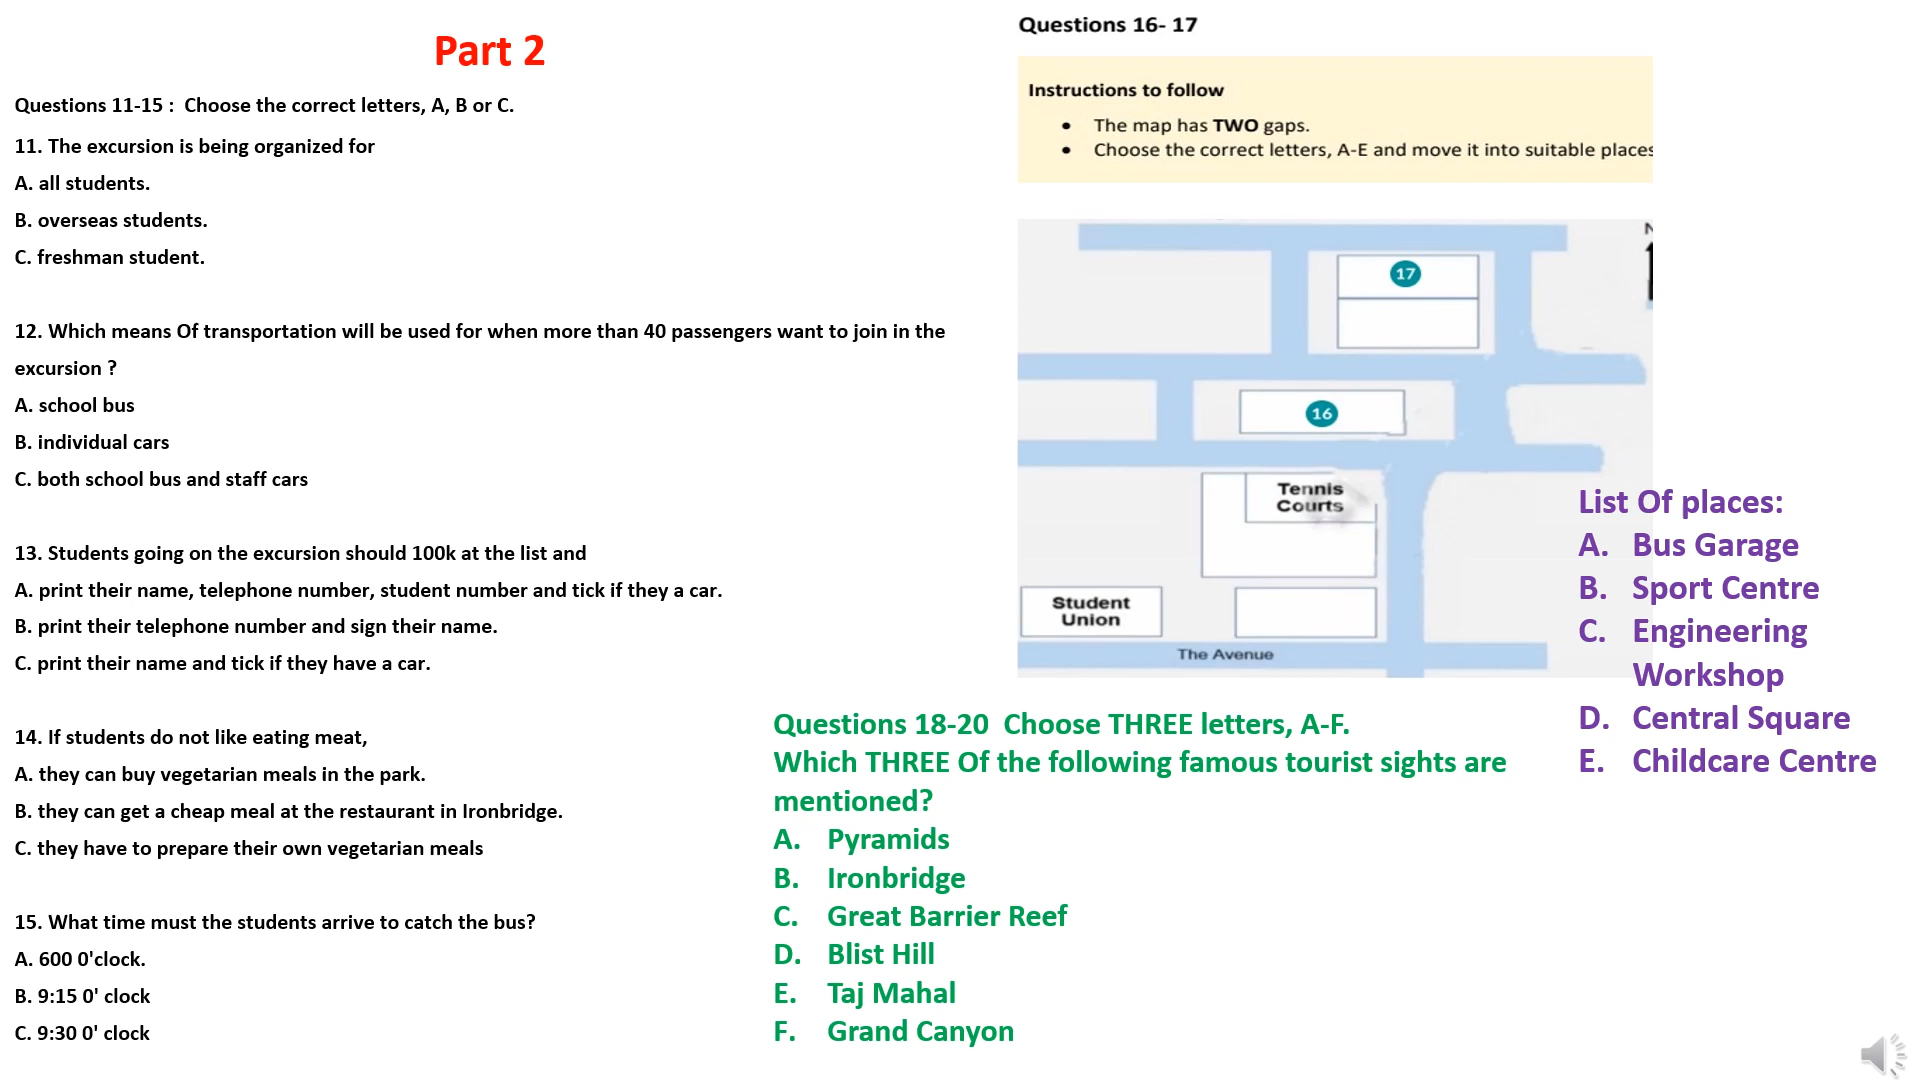 Part 2
Questions 11-15 :  Choose the correct letters, A, B or C.
11. The excursion is being organized for
A. all students.
B. overseas students.
C. freshman student.
12. Which means Of transportation will be used for when more than 40 passengers want to join in the
excursion ?
A. school bus
B. individual cars
C. both school bus and staff cars
13. Students going on the excursion should 100k at the list and
A. print their name, telephone number, student number and tick if they a car.
B. print their telephone number and sign their name.
C. print their name and tick if they have a car.
14. If students do not like eating meat,
A. they can buy vegetarian meals in the park.
B. they can get a cheap meal at the restaurant in Ironbridge.
C. they have to prepare their own vegetarian meals
15. What time must the students arrive to catch the bus?
A. 600 0'clock.
B. 9:15 0' clock
C. 9:30 0' clock
Questions 16- 17
Instructions to follow
• The map has TWO gaps.
• Choose the correct letters, A-E and move it into suitable places
N
17
16
Tennis
Courts
Student
Union
The Avenue
List Of places:
A. Bus Garage
B. Sport Centre
C. Engineering
Workshop
D. Central Square
E. Childcare Centre
Questions 18-20  Choose THREE letters, A-F.
Which THREE Of the following famous tourist sights are
mentioned?
A. Pyramids
B. Ironbridge
C. Great Barrier Reef
D. Blist Hill
E. Taj Mahal
F. Grand Canyon